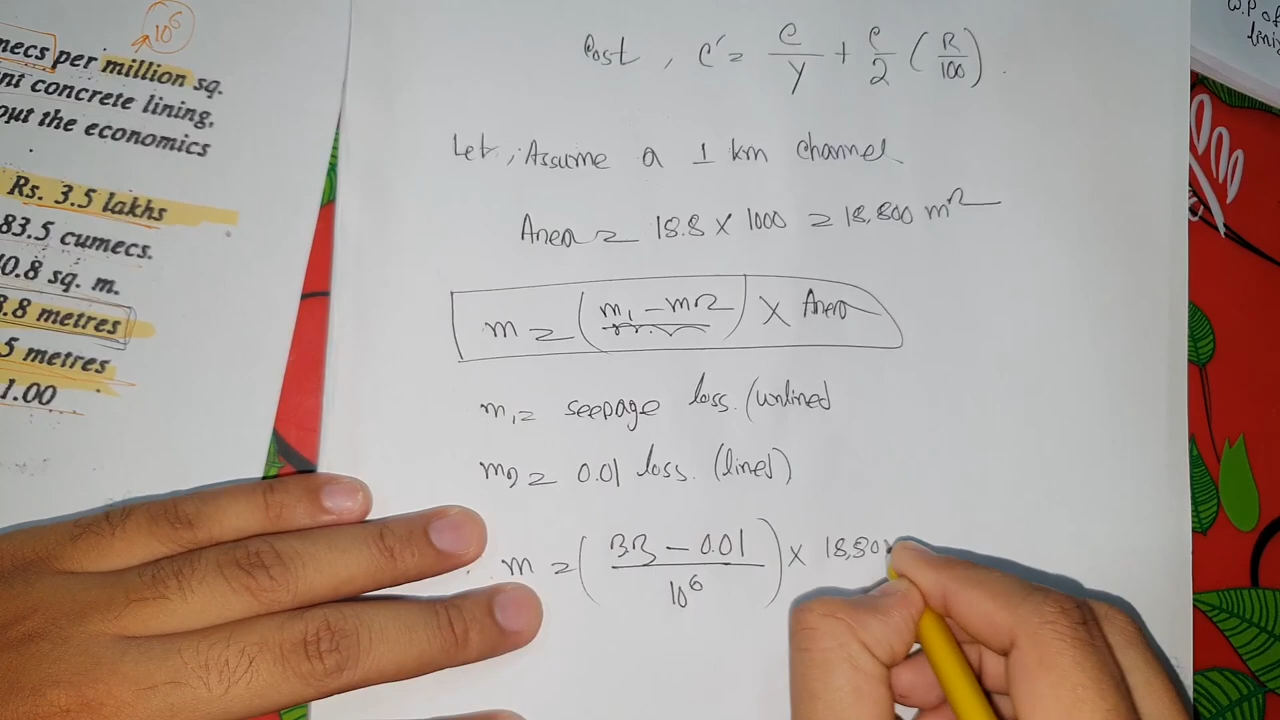 10⁶
mecs per million sq.
nt concrete lining,
out the economics
Rs. 3.5 lakhs
83.5 cumecs.
0.8 sq. m.
8.8 metres
5 metres
1.00
Cost, C' = C/Y + C/2 (R/100).
Let, Assume a 1 km channel.
Area = 18.8 × 1000 = 18,800 m²
m = (m₁ - m2) × Area
m₁ = seepage loss. (unlined
m2 = 0.01 loss. (lined)
m = (3.3 - 0.01 / 10⁶) × 18,80
W.P of